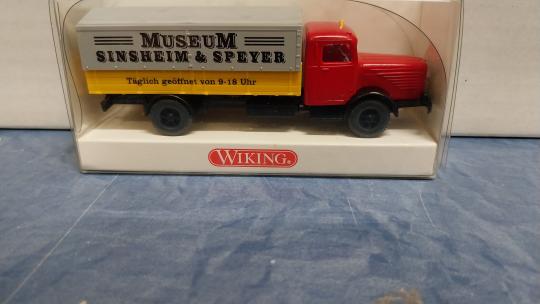 MUSEUM
SINSHEIM & SPEYER
Täglich geöffnet von 9-18 Uhr
WIKING®